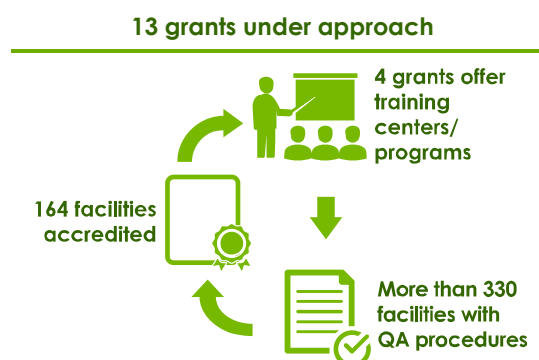 13 grants under approach
4 grants offer
training
centers/
programs
164 facilities
accredited
More than 330
facilities with
QA procedures